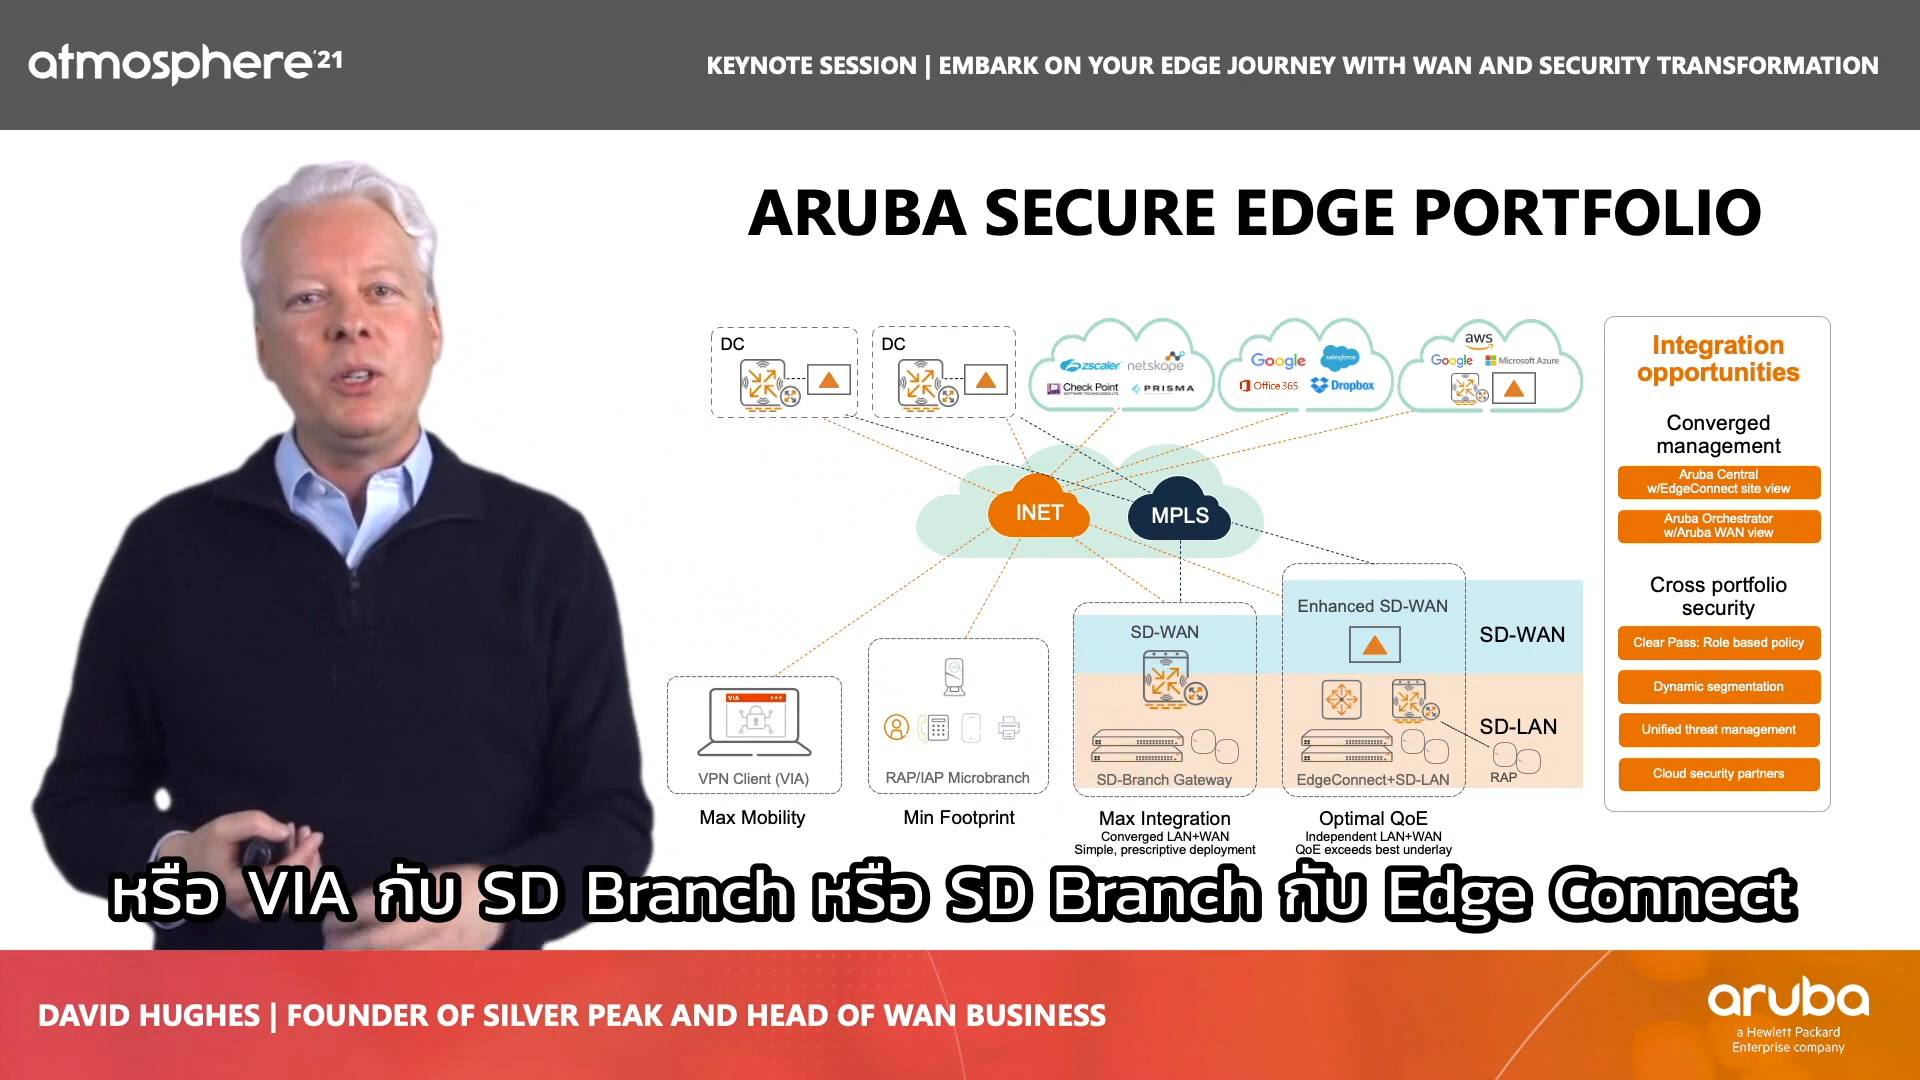 atmosphere'21
KEYNOTE SESSION | EMBARK ON YOUR EDGE JOURNEY WITH WAN AND SECURITY TRANSFORMATION
ARUBA SECURE EDGE PORTFOLIO
DC
DC
zscaler
netskope
Check Point
SOFTWARE TECHNOLOGIES LTD.
PRISMA
Google
salesforce
Office 365
Dropbox
aws
Google
Microsoft Azure
INET
MPLS
VIA
VPN Client (VIA)
Max Mobility
RAP/IAP Microbranch
Min Footprint
SD-WAN
SD-Branch Gateway
Max Integration
Converged LAN+WAN
Simple, prescriptive deployment
Enhanced SD-WAN
EdgeConnect+SD-LAN
Optimal QoE
Independent LAN+WAN
QoE exceeds best underlay
SD-WAN
SD-LAN
RAP
Integration
opportunities
Converged
management
Aruba Central
w/EdgeConnect site view
Aruba Orchestrator
w/Aruba WAN view
Cross portfolio
security
Clear Pass: Role based policy
Dynamic segmentation
Unified threat management
Cloud security partners
หรือ VIA กับ SD Branch หรือ SD Branch กับ Edge Connect
DAVID HUGHES | FOUNDER OF SILVER PEAK AND HEAD OF WAN BUSINESS
aruba
a Hewlett Packard
Enterprise company